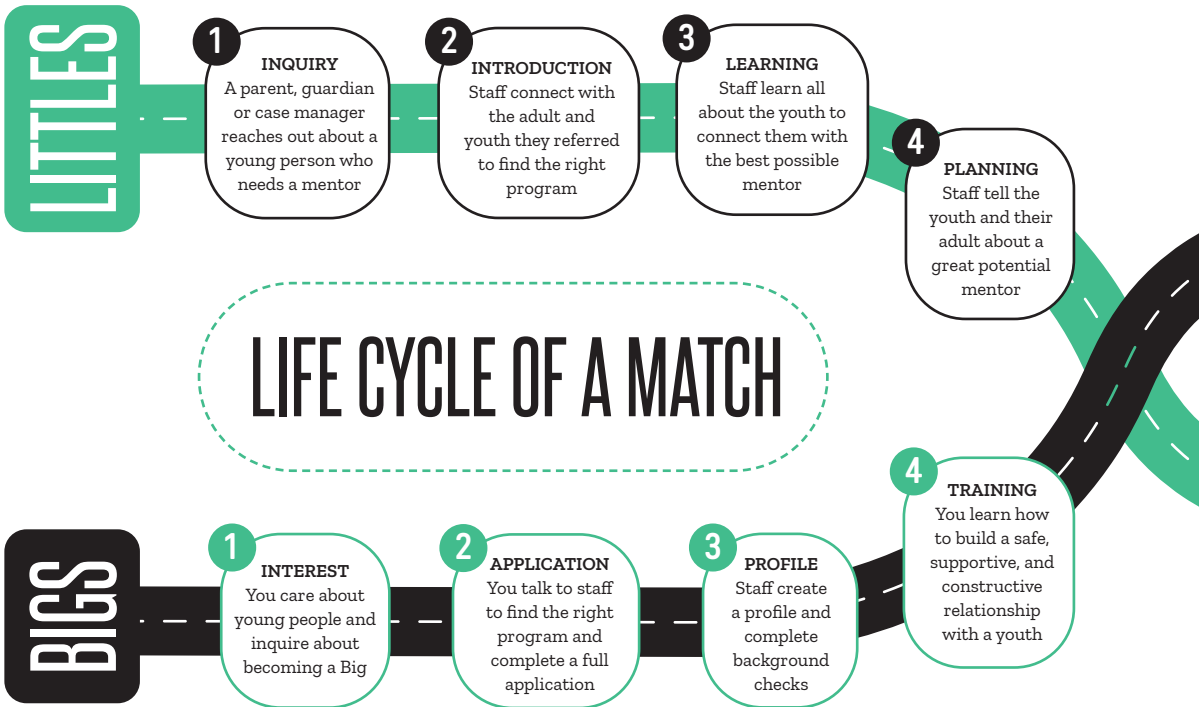 LITTLES
1
INQUIRY
A parent, guardian
or case manager
reaches out about a
young person who
needs a mentor
2
INTRODUCTION
Staff connect with
the adult and
youth they referred
to find the right
program
3
LEARNING
Staff learn all
about the youth to
connect them with
the best possible
mentor
4
PLANNING
Staff tell the
youth and their
adult about a
great potential
mentor
LIFE CYCLE OF A MATCH
BIGS
1
INTEREST
You care about
young people and
inquire about
becoming a Big
2
APPLICATION
You talk to staff
to find the right
program and
complete a full
application
3
PROFILE
Staff create
a profile and
complete
background
checks
4
TRAINING
You learn how
to build a safe,
supportive, and
constructive
relationship
with a youth